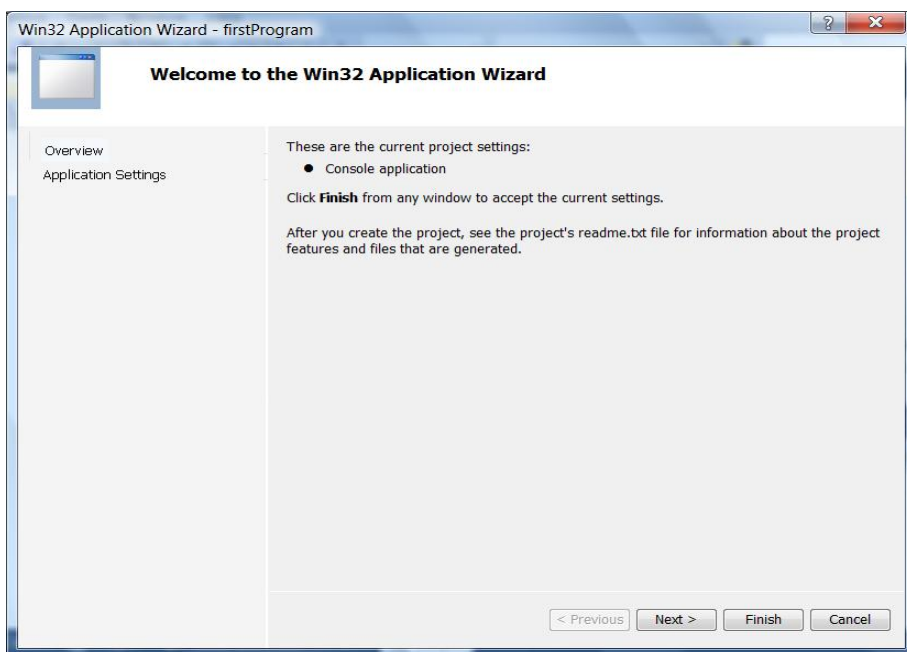 Win32 Application Wizard - firstProgram
Welcome to the Win32 Application Wizard
Overview
Application Settings
These are the current project settings:
● Console application
Click Finish from any window to accept the current settings.
After you create the project, see the project's readme.txt file for information about the project
features and files that are generated.
< Previous
Next >
Finish
Cancel